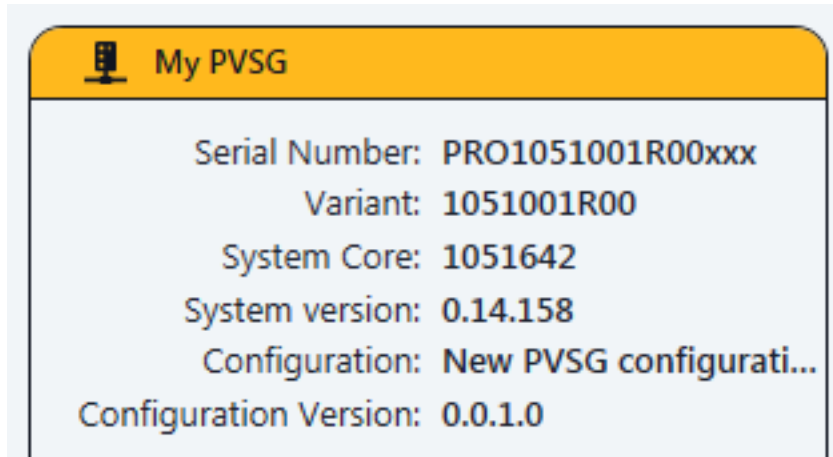 My PVSG
Serial Number: PRO1051001R00xxx
Variant: 1051001R00
System Core: 1051642
System version: 0.14.158
Configuration: New PVSG configurati...
Configuration Version: 0.0.1.0